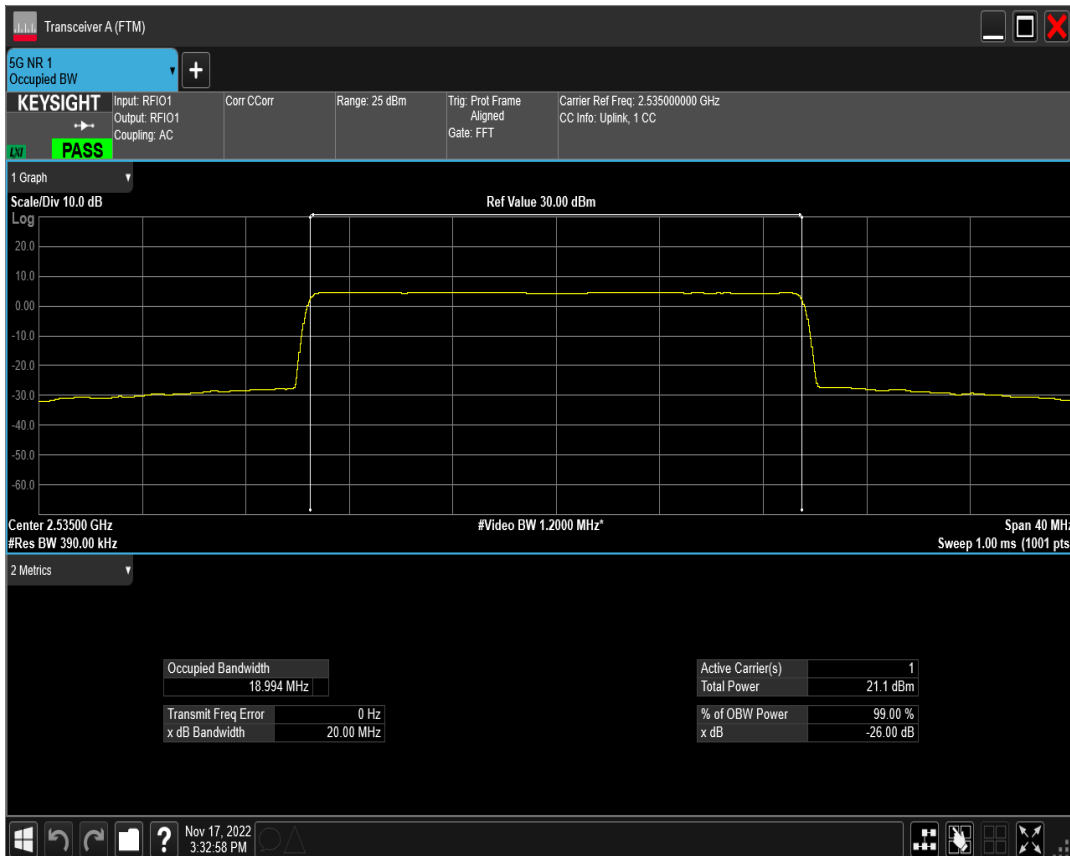 Transceiver A (FTM)
5G NR 1
Occupied BW
+
KEYSIGHT
LXI
PASS
Input: RFIO1
Output: RFIO1
Coupling: AC
Corr CCorr
Range: 25 dBm
Trig: Prot Frame
Aligned
Gate: FFT
Carrier Ref Freq: 2.535000000 GHz
CC Info: Uplink, 1 CC
1 Graph
Scale/Div 10.0 dB
Ref Value 30.00 dBm
Log
20.0
10.0
0.00
-10.0
-20.0
-30.0
-40.0
-50.0
-60.0
Center 2.53500 GHz
#Video BW 1.2000 MHz*
Span 40 MHz
#Res BW 390.00 kHz
Sweep 1.00 ms (1001 pts
2 Metrics
Occupied Bandwidth
18.994 MHz
Transmit Freq Error 0 Hz
x dB Bandwidth 20.00 MHz
Active Carrier(s) 1
Total Power 21.1 dBm
% of OBW Power 99.00 %
x dB -26.00 dB
?
Nov 17, 2022
3:32:58 PM